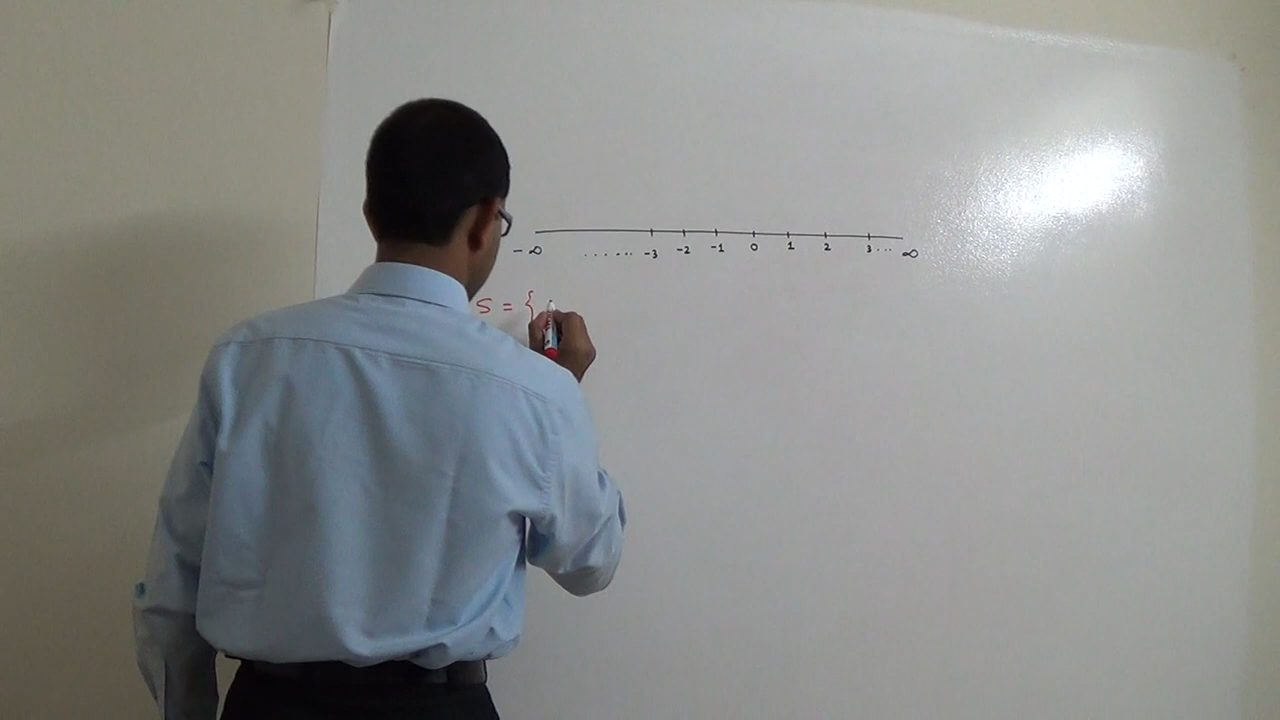 -∞ ...... -3 -2 -1 0 1 2 3 ... ∞
S = {